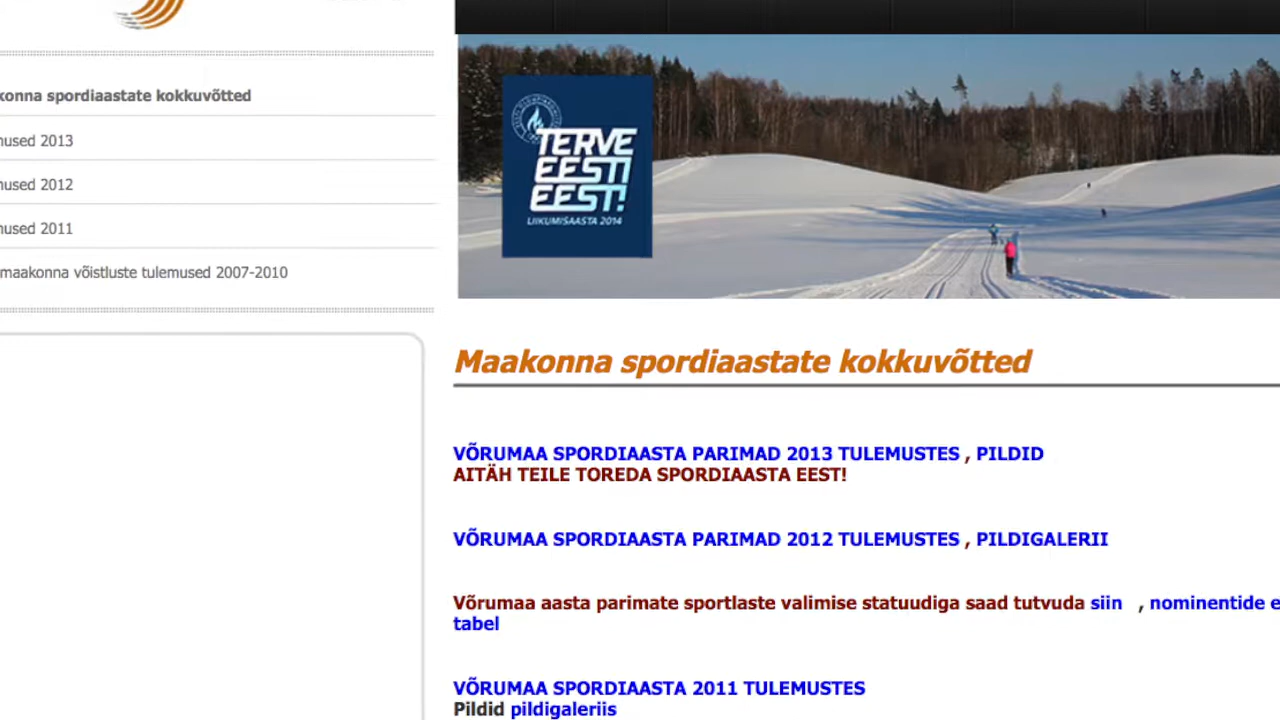 konna spordiaastate kokkuvõtted
mused 2013
mused 2012
mused 2011
maakonna võistluste tulemused 2007-2010
TERVE
EESTI
EEST!
LIIKUMISAASTA 2014
Maakonna spordiaastate kokkuvõtted
VÕRUMAA SPORDIAASTA PARIMAD 2013 TULEMUSTES , PILDID
AITÄH TEILE TOREDA SPORDIAASTA EEST!
VÕRUMAA SPORDIAASTA PARIMAD 2012 TULEMUSTES , PILDIGALERII
Võrumaa aasta parimate sportlaste valimise statuudiga saad tutvuda siin , nominentide e
tabel
VÕRUMAA SPORDIAASTA 2011 TULEMUSTES
Pildid pildigaleriis